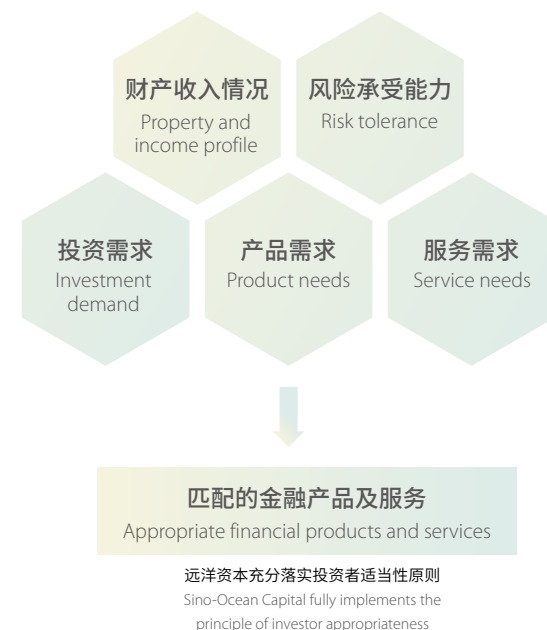 财产收入情况
Property and
income profile
风险承受能力
Risk tolerance
投资需求
Investment
demand
产品需求
Product needs
服务需求
Service needs
匹配的金融产品及服务
Appropriate financial products and services
远洋资本充分落实投资者适当性原则
Sino-Ocean Capital fully implements the
principle of investor appropriateness